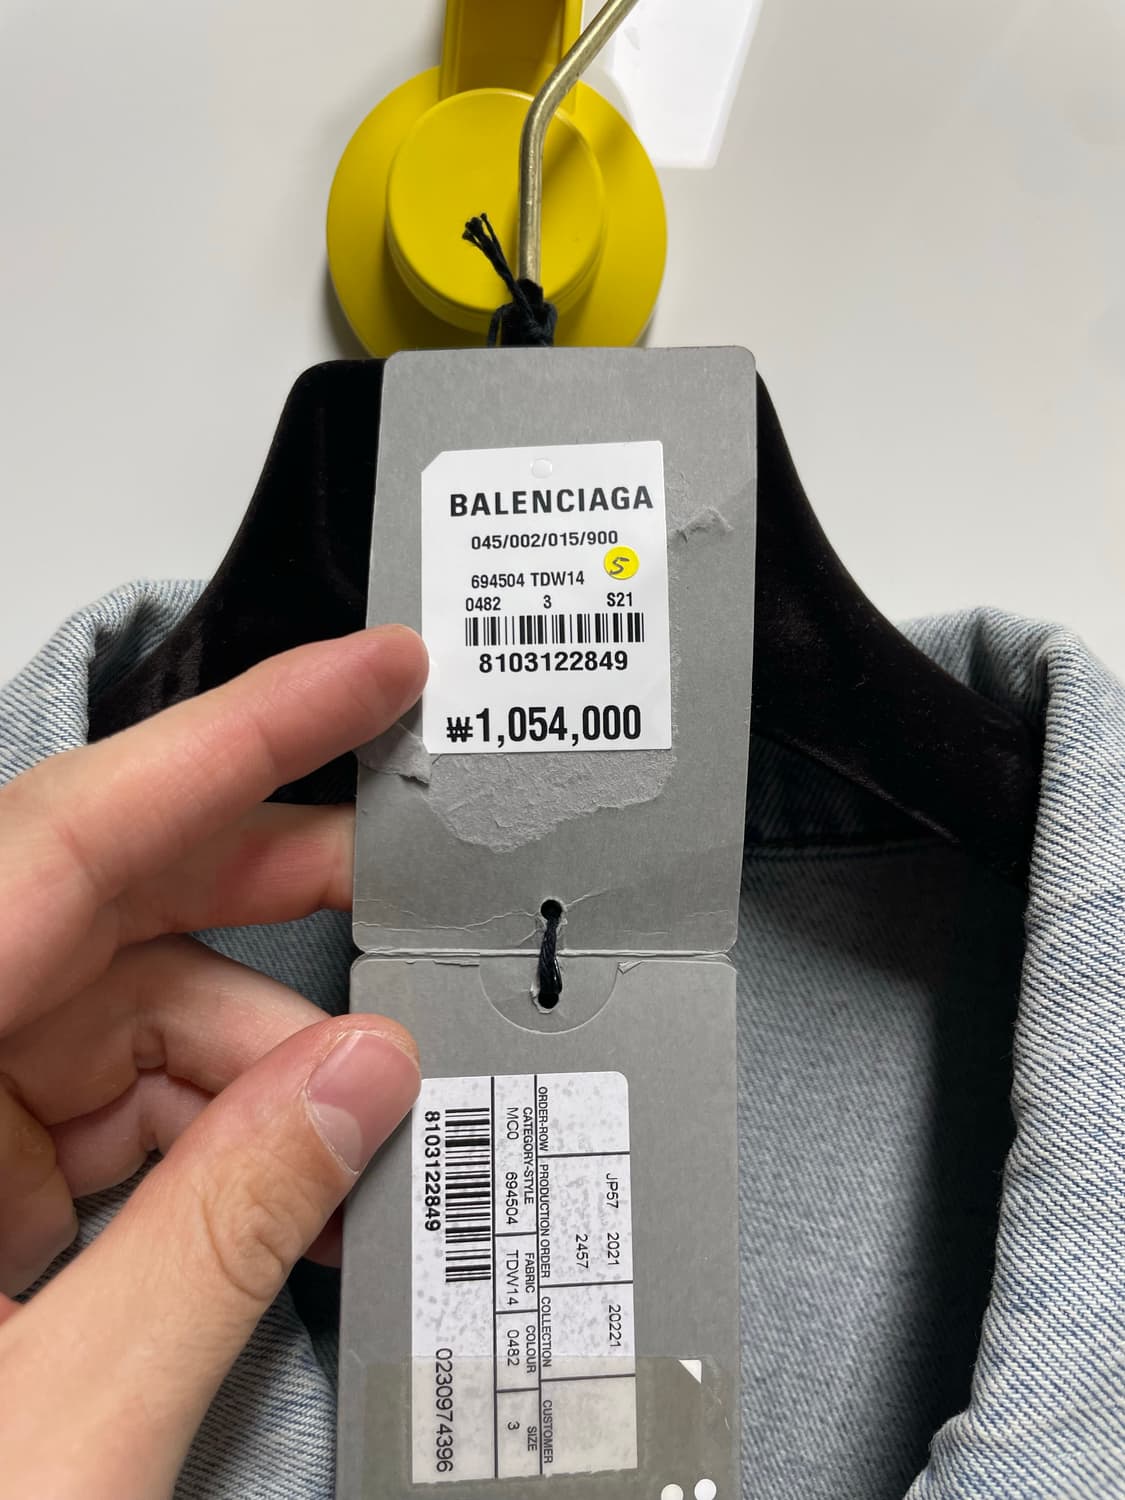 BALENCIAGA
045/002/015/900
5
694504 TDW14
0482 3 S21
8103122849
₩1,054,000
JP57 2021 20221
2457
ORDER-ROW PRODUCTION ORDER COLLECTION CUSTOMER
CATEGORY-STYLE FABRIC COLOUR SIZE
MC0 694504 TDW14 0482 3
8103122849 0230974396